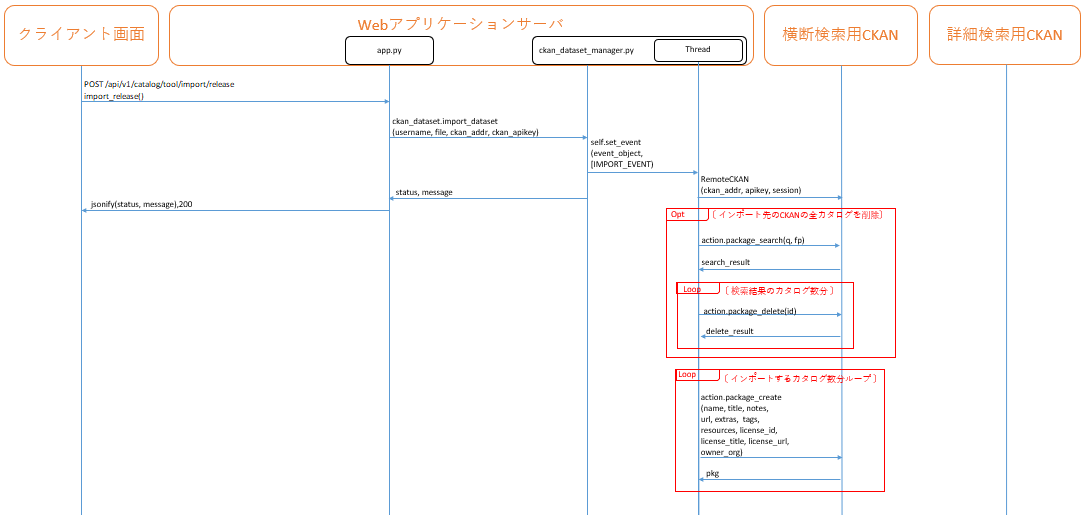 クライアント画面
Webアプリケーションサーバ
横断検索用CKAN
詳細検索用CKAN
app.py
ckan_dataset_manager.py
Thread
POST /api/v1/catalog/tool/import/release
import_release()
ckan_dataset.import_dataset
(username, file, ckan_addr, ckan_apikey)
self.set_event
(event_object,
[IMPORT_EVENT)
RemoteCKAN
(ckan_addr, apikey, session)
status, message
jsonify(status, message),200
Opt
〔 インポート先のCKANの全カタログを削除〕
action.package_search(q, fp)
search_result
Loop
〔 検索結果のカタログ数分 〕
action.package_delete(id)
delete_result
Loop
〔 インポートするカタログ数分ループ 〕
action.package_create
(name, title, notes,
url, extras, tags,
resources, license_id,
license_title, license_url,
owner_org)
pkg